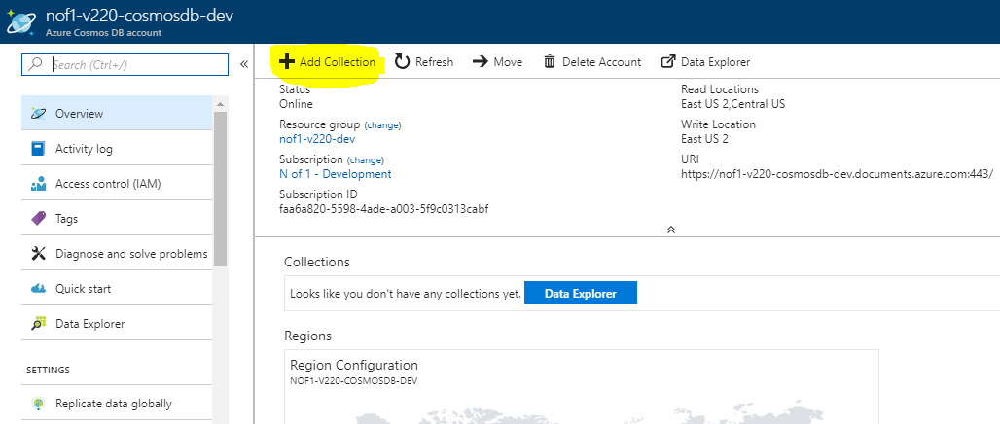 nof1-v220-cosmosdb-dev
Azure Cosmos DB account
Search (Ctrl+/)
Overview
Activity log
Access control (IAM)
Tags
Diagnose and solve problems
Quick start
Data Explorer
SETTINGS
Replicate data globally
Add Collection Refresh Move Delete Account Data Explorer
Status
Online
Resource group (change)
nof1-v220-dev
Subscription (change)
N of 1 - Development
Subscription ID
faa6a820-5598-4ade-a003-5f9c0313cabf
Read Locations
East US 2,Central US
Write Location
East US 2
URI
https://nof1-v220-cosmosdb-dev.documents.azure.com:443/
Collections
Looks like you don't have any collections yet. Data Explorer
Regions
Region Configuration
NOF1-V220-COSMOSDB-DEV